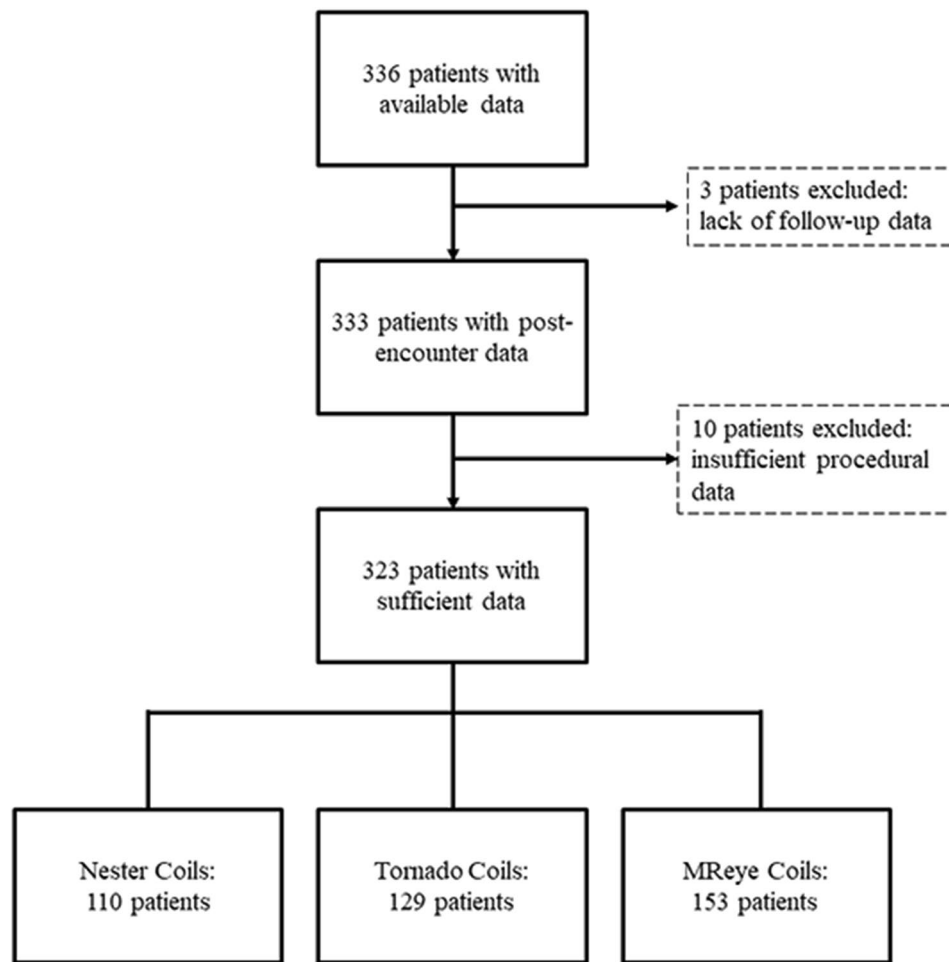 336 patients with
available data
3 patients excluded:
lack of follow-up data
333 patients with post-
encounter data
10 patients excluded:
insufficient procedural
data
323 patients with
sufficient data
Nester Coils:
110 patients
Tornado Coils:
129 patients
MReye Coils:
153 patients